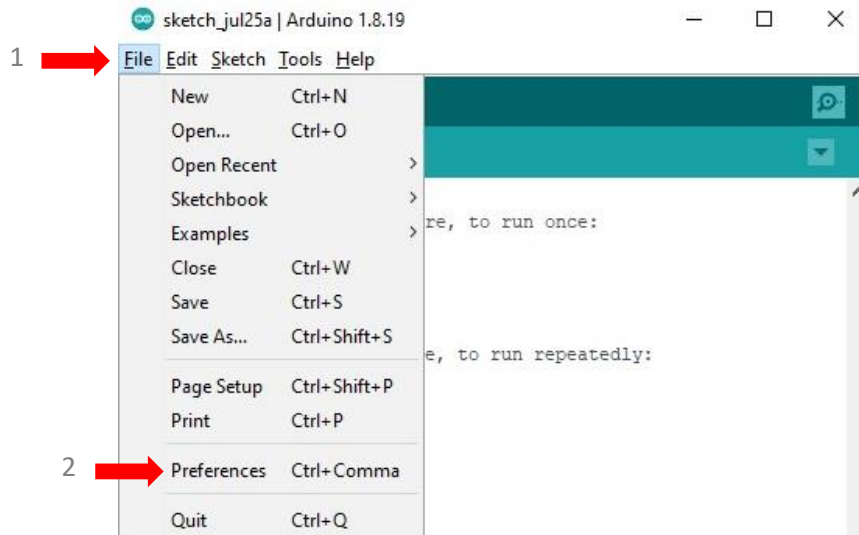 sketch_jul25a | Arduino 1.8.19
1
File Edit Sketch Tools Help
New Ctrl+N
Open... Ctrl+O
Open Recent
Sketchbook
re, to run once:
Examples
Close Ctrl+W
Save Ctrl+S
Save As... Ctrl+Shift+S
e, to run repeatedly:
Page Setup Ctrl+Shift+P
Print Ctrl+P
2
Preferences Ctrl+Comma
Quit Ctrl+Q